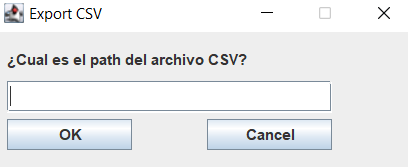 Export CSV
¿Cual es el path del archivo CSV?
OK
Cancel